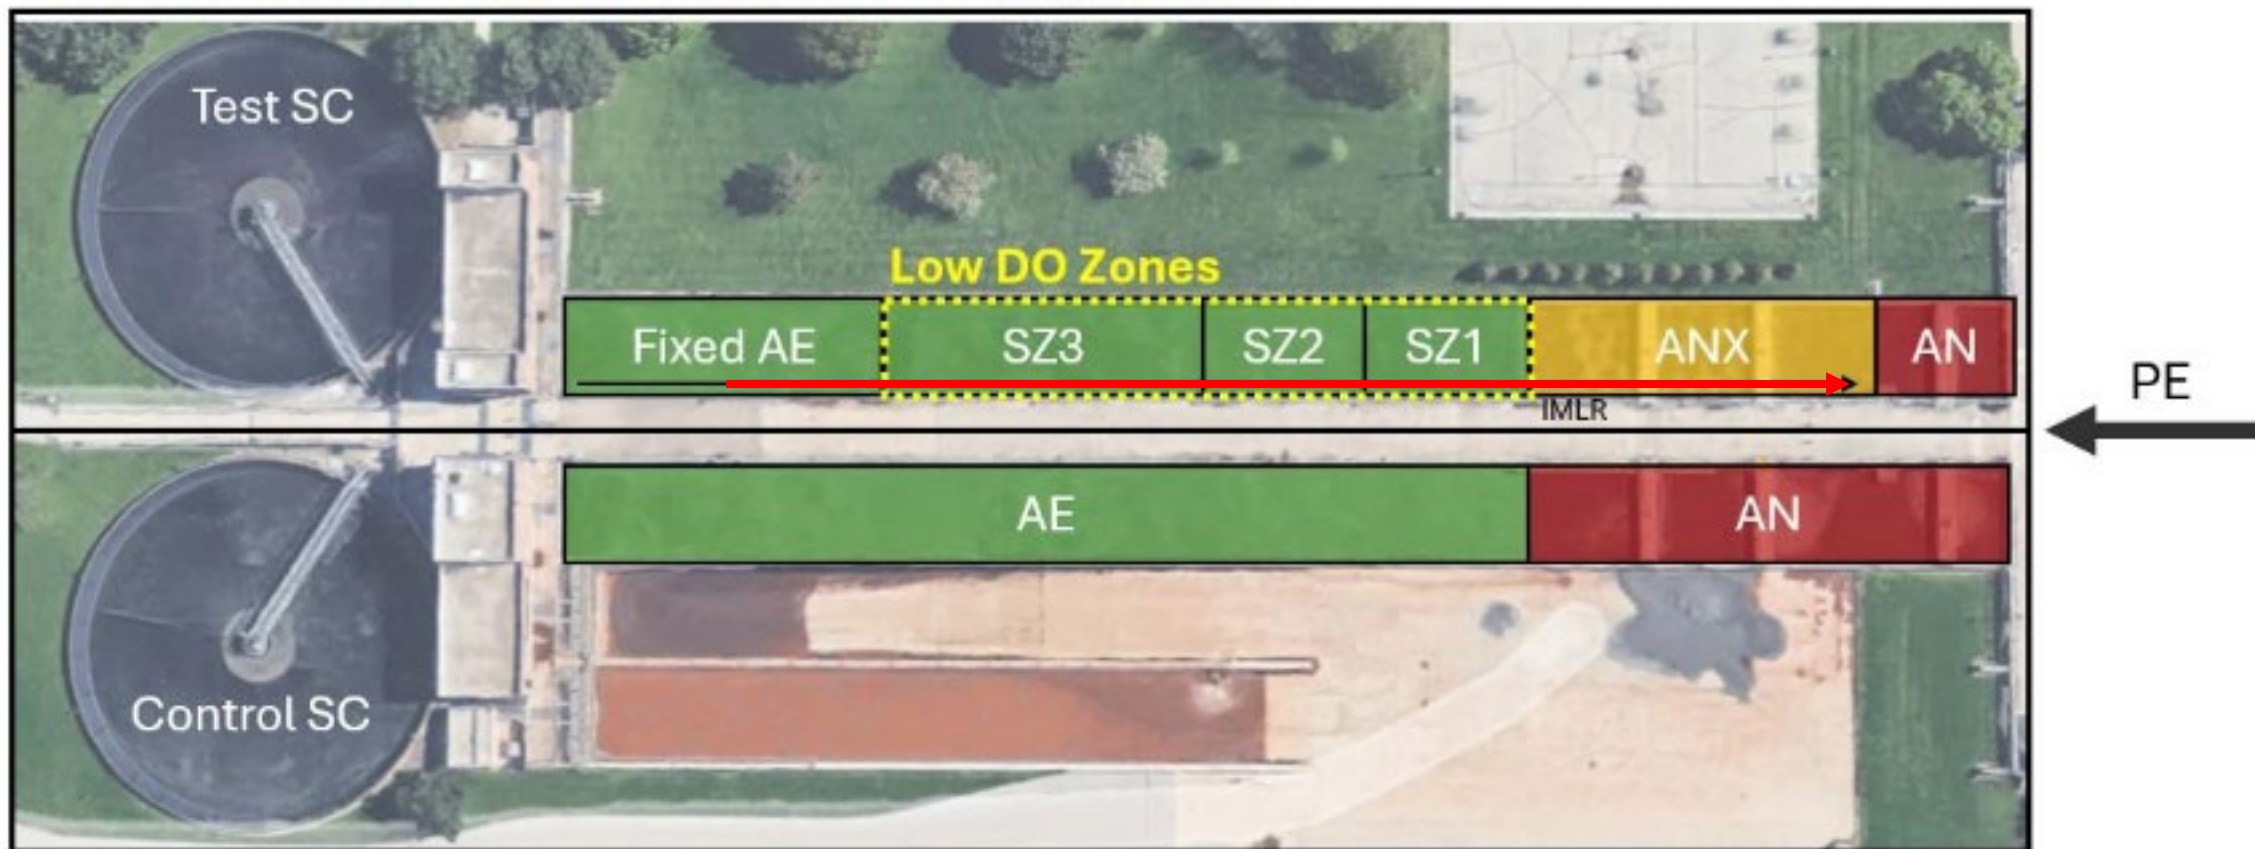 Test SC
Low DO Zones
Fixed AE SZ3 SZ2 SZ1 ANX AN
IMLR
PE
AE AN
Control SC